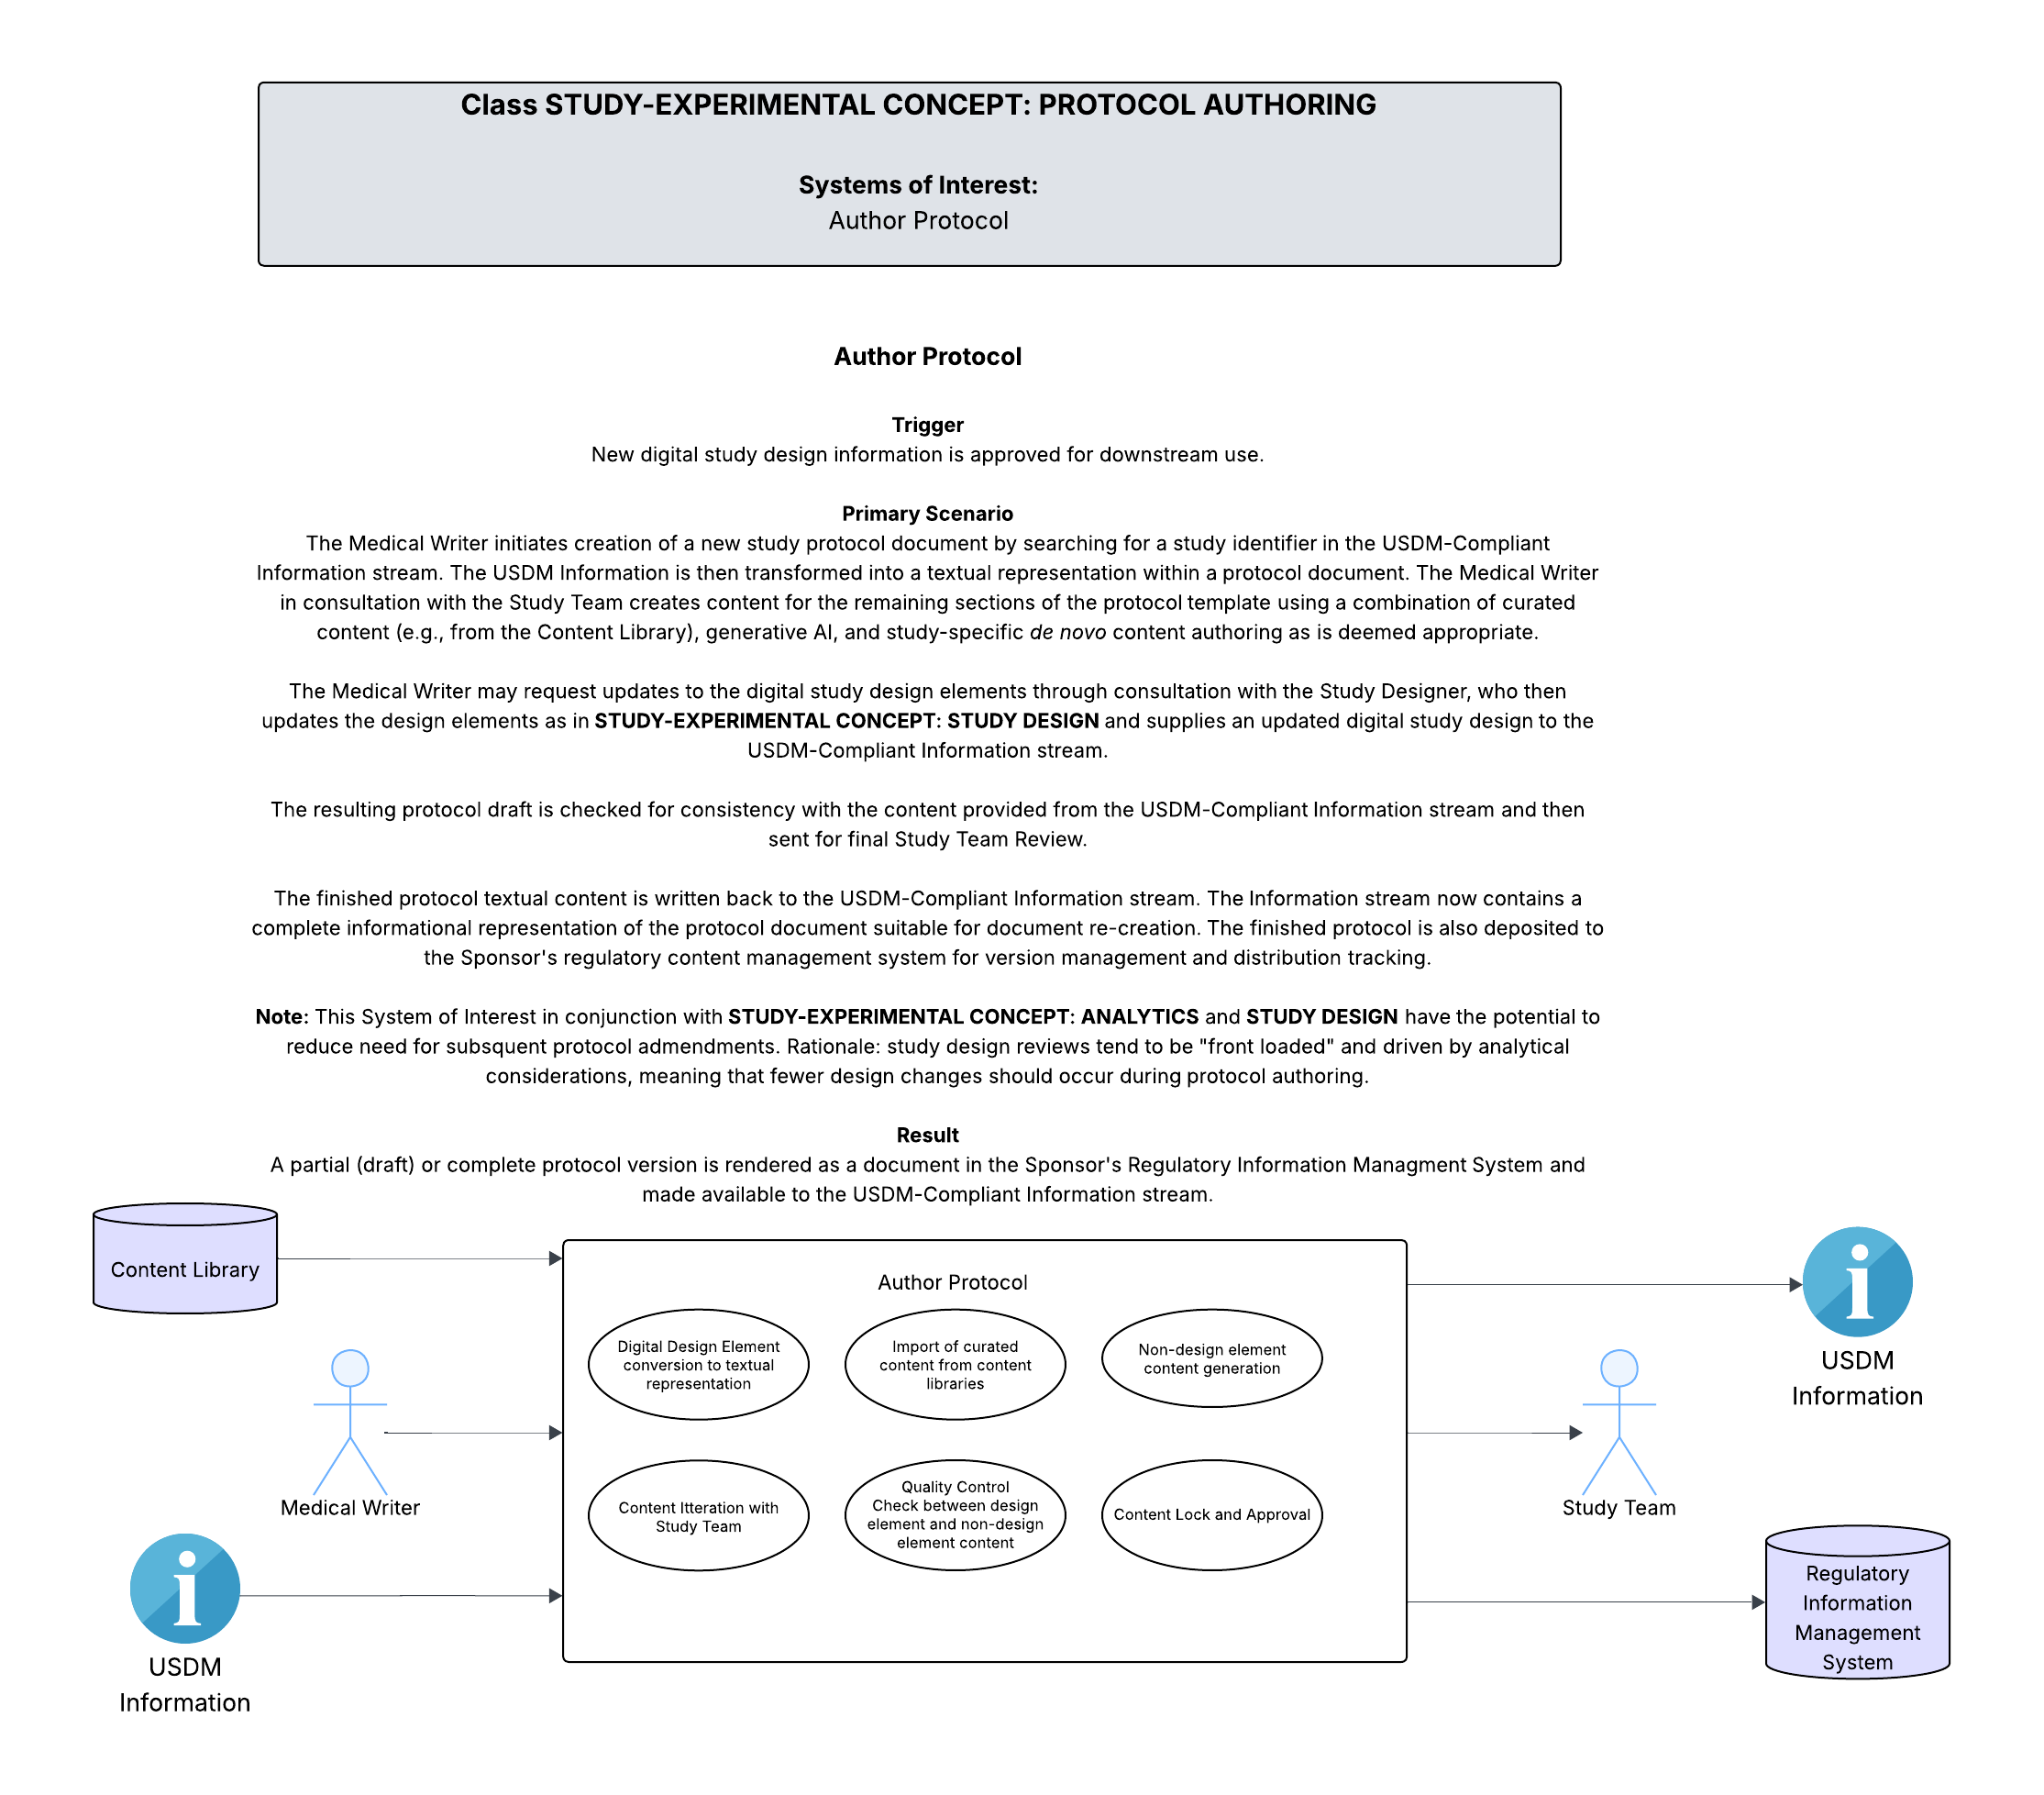 Class STUDY-EXPERIMENTAL CONCEPT: PROTOCOL AUTHORING
Systems of Interest:
Author Protocol
Author Protocol
Trigger
New digital study design information is approved for downstream use.
Primary Scenario
The Medical Writer initiates creation of a new study protocol document by searching for a study identifier in the USDM-Compliant
Information stream. The USDM Information is then transformed into a textual representation within a protocol document. The Medical Writer
in consultation with the Study Team creates content for the remaining sections of the protocol template using a combination of curated
content (e.g., from the Content Library), generative AI, and study-specific de novo content authoring as is deemed appropriate.
The Medical Writer may request updates to the digital study design elements through consultation with the Study Designer, who then
updates the design elements as in STUDY-EXPERIMENTAL CONCEPT: STUDY DESIGN and supplies an updated digital study design to the
USDM-Compliant Information stream.
The resulting protocol draft is checked for consistency with the content provided from the USDM-Compliant Information stream and then
sent for final Study Team Review.
The finished protocol textual content is written back to the USDM-Compliant Information stream. The Information stream now contains a
complete informational representation of the protocol document suitable for document re-creation. The finished protocol is also deposited to
the Sponsor's regulatory content management system for version management and distribution tracking.
Note: This System of Interest in conjunction with STUDY-EXPERIMENTAL CONCEPT: ANALYTICS and STUDY DESIGN have the potential to
reduce need for subsquent protocol admendments. Rationale: study design reviews tend to be "front loaded" and driven by analytical
considerations, meaning that fewer design changes should occur during protocol authoring.
Result
A partial (draft) or complete protocol version is rendered as a document in the Sponsor's Regulatory Information Managment System and
made available to the USDM-Compliant Information stream.
Content Library
Medical Writer
USDM
Information
Author Protocol
Digital Design Element
conversion to textual
representation
Import of curated
content from content
libraries
Non-design element
content generation
Content Itteration with
Study Team
Quality Control
Check between design
element and non-design
element content
Content Lock and Approval
USDM
Information
Study Team
Regulatory
Information
Management
System